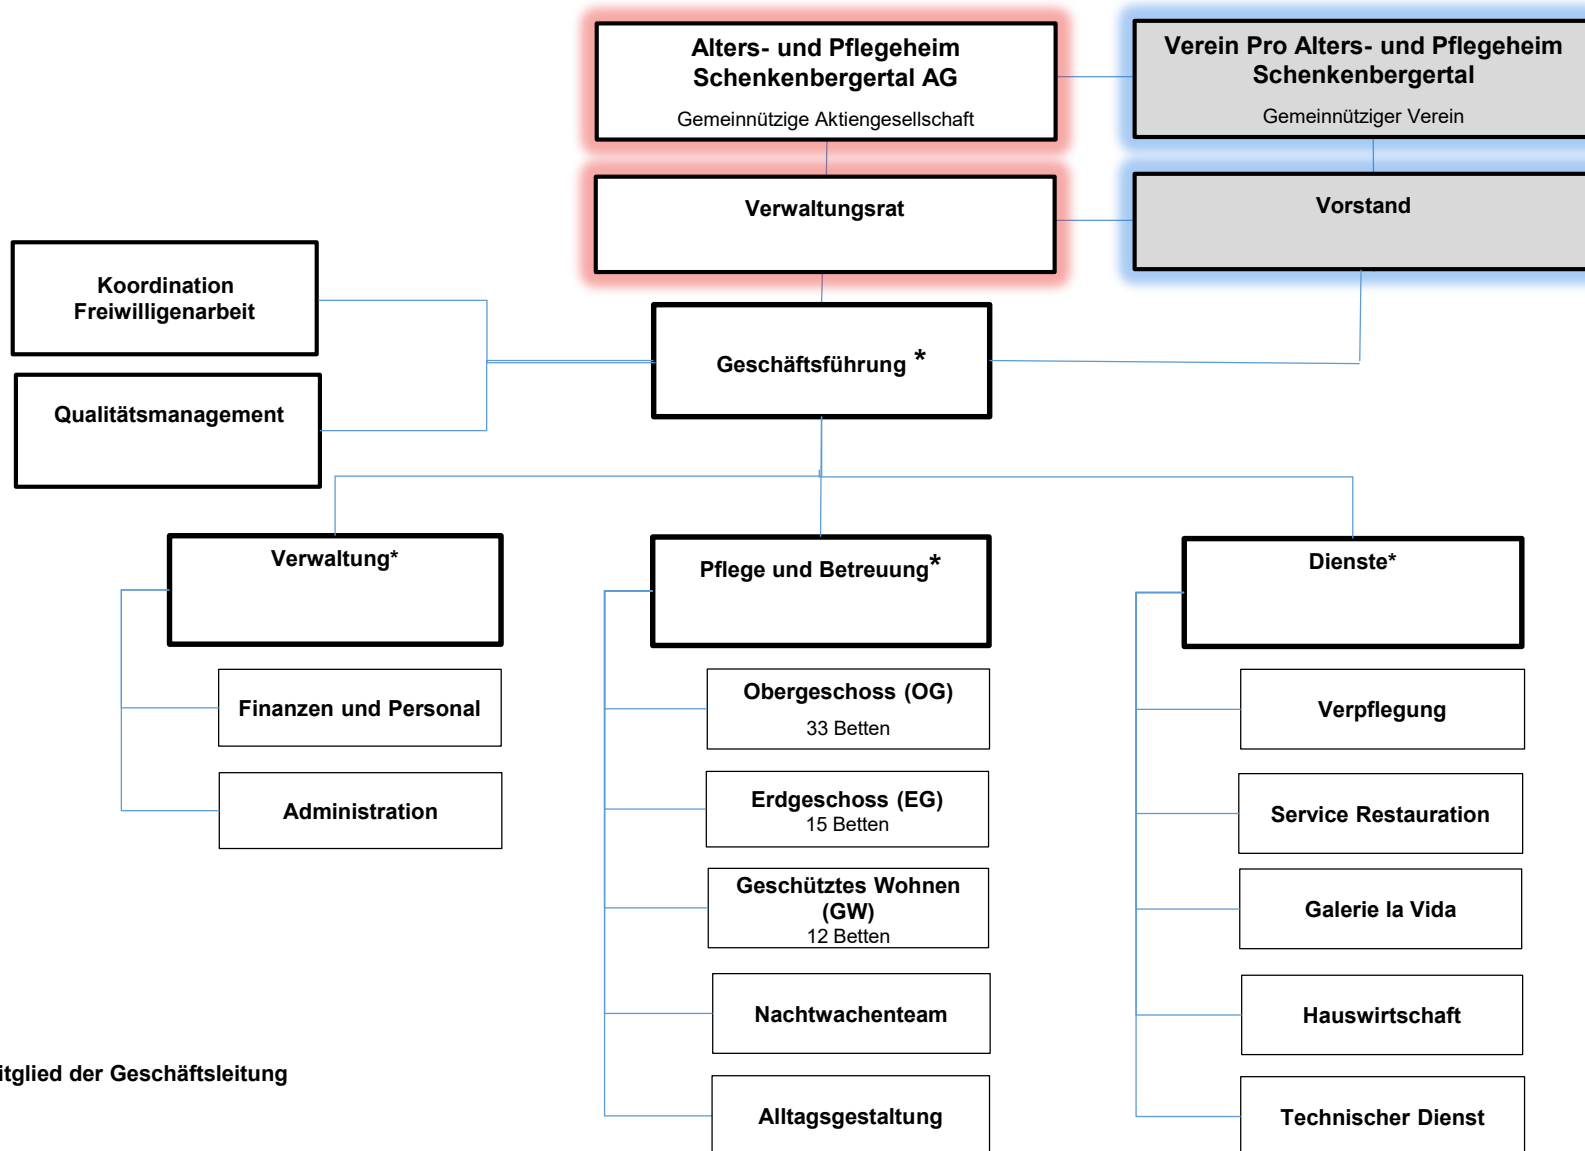 Alters- und Pflegeheim
Schenkenbergertal AG
Gemeinnützige Aktiengesellschaft
Verein Pro Alters- und Pflegeheim
Schenkenbergertal
Gemeinnütziger Verein
Verwaltungsrat
Vorstand
Koordination
Freiwilligenarbeit
Geschäftsführung *
Qualitätsmanagement
Verwaltung*
Pflege und Betreuung*
Dienste*
Finanzen und Personal
Administration
Obergeschoss (OG)
33 Betten
Erdgeschoss (EG)
15 Betten
Geschütztes Wohnen
(GW)
12 Betten
Nachtwachenteam
Alltagsgestaltung
Verpflegung
Service Restauration
Galerie la Vida
Hauswirtschaft
Technischer Dienst
itglied der Geschäftsleitung